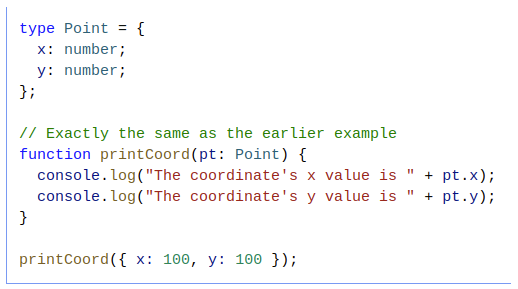 type Point = {
  x: number;
  y: number;
};

// Exactly the same as the earlier example
function printCoord(pt: Point) {
  console.log("The coordinate's x value is " + pt.x);
  console.log("The coordinate's y value is " + pt.y);
}

printCoord({ x: 100, y: 100 });